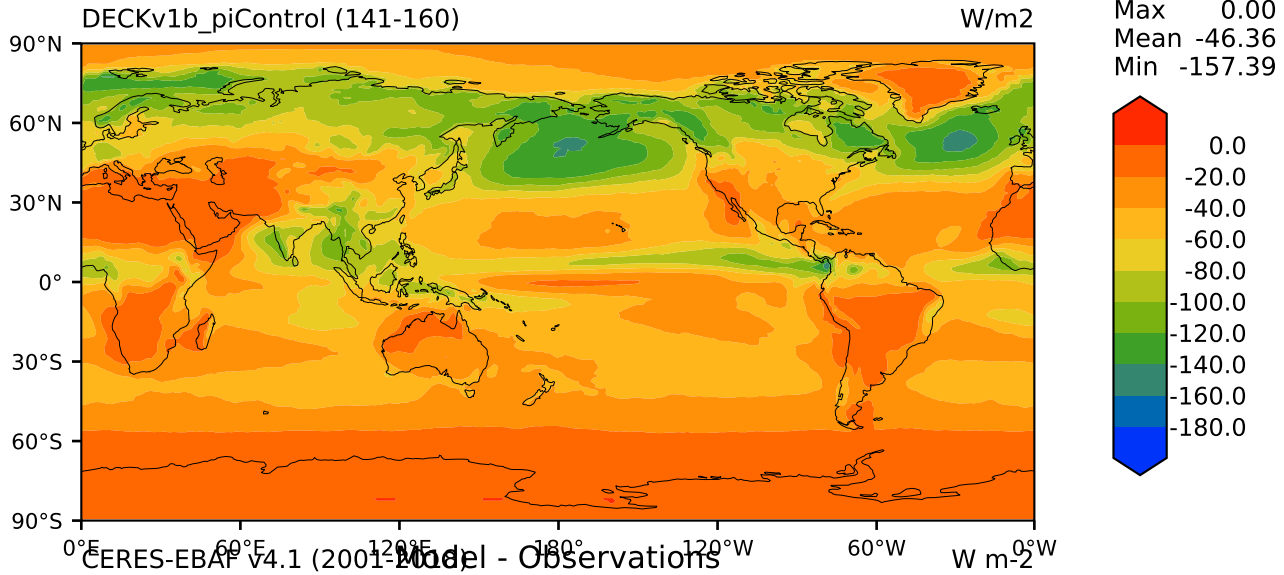 DECKv1b_piControl (141-160) W/m2
Max 0.00
Mean -46.36
Min -157.39
90°N
60°N
30°N
0°
30°S
60°S
90°S
0°E 60°E 120°E 180° 120°W 60°W 0°W
0.0
-20.0
-40.0
-60.0
-80.0
-100.0
-120.0
-140.0
-160.0
-180.0
CERES-EBAF v4.1 (2001-2018) Model - Observations W m-2